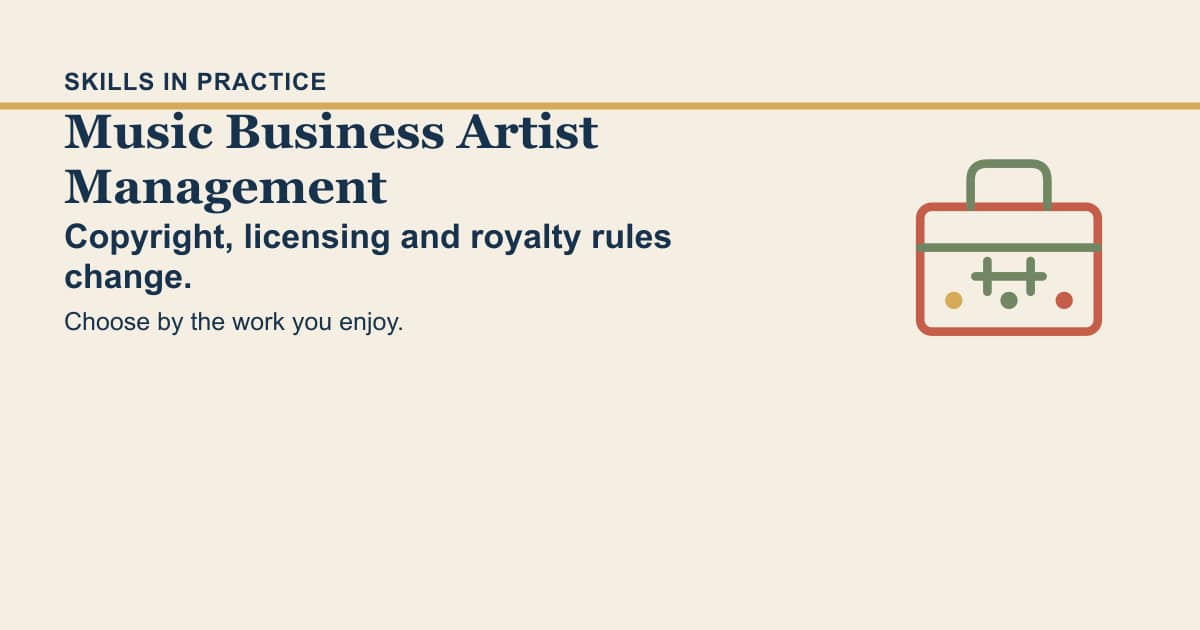 SKILLS IN PRACTICE
Music Business Artist
Management
Copyright, licensing and royalty rules
change.
Choose by the work you enjoy.